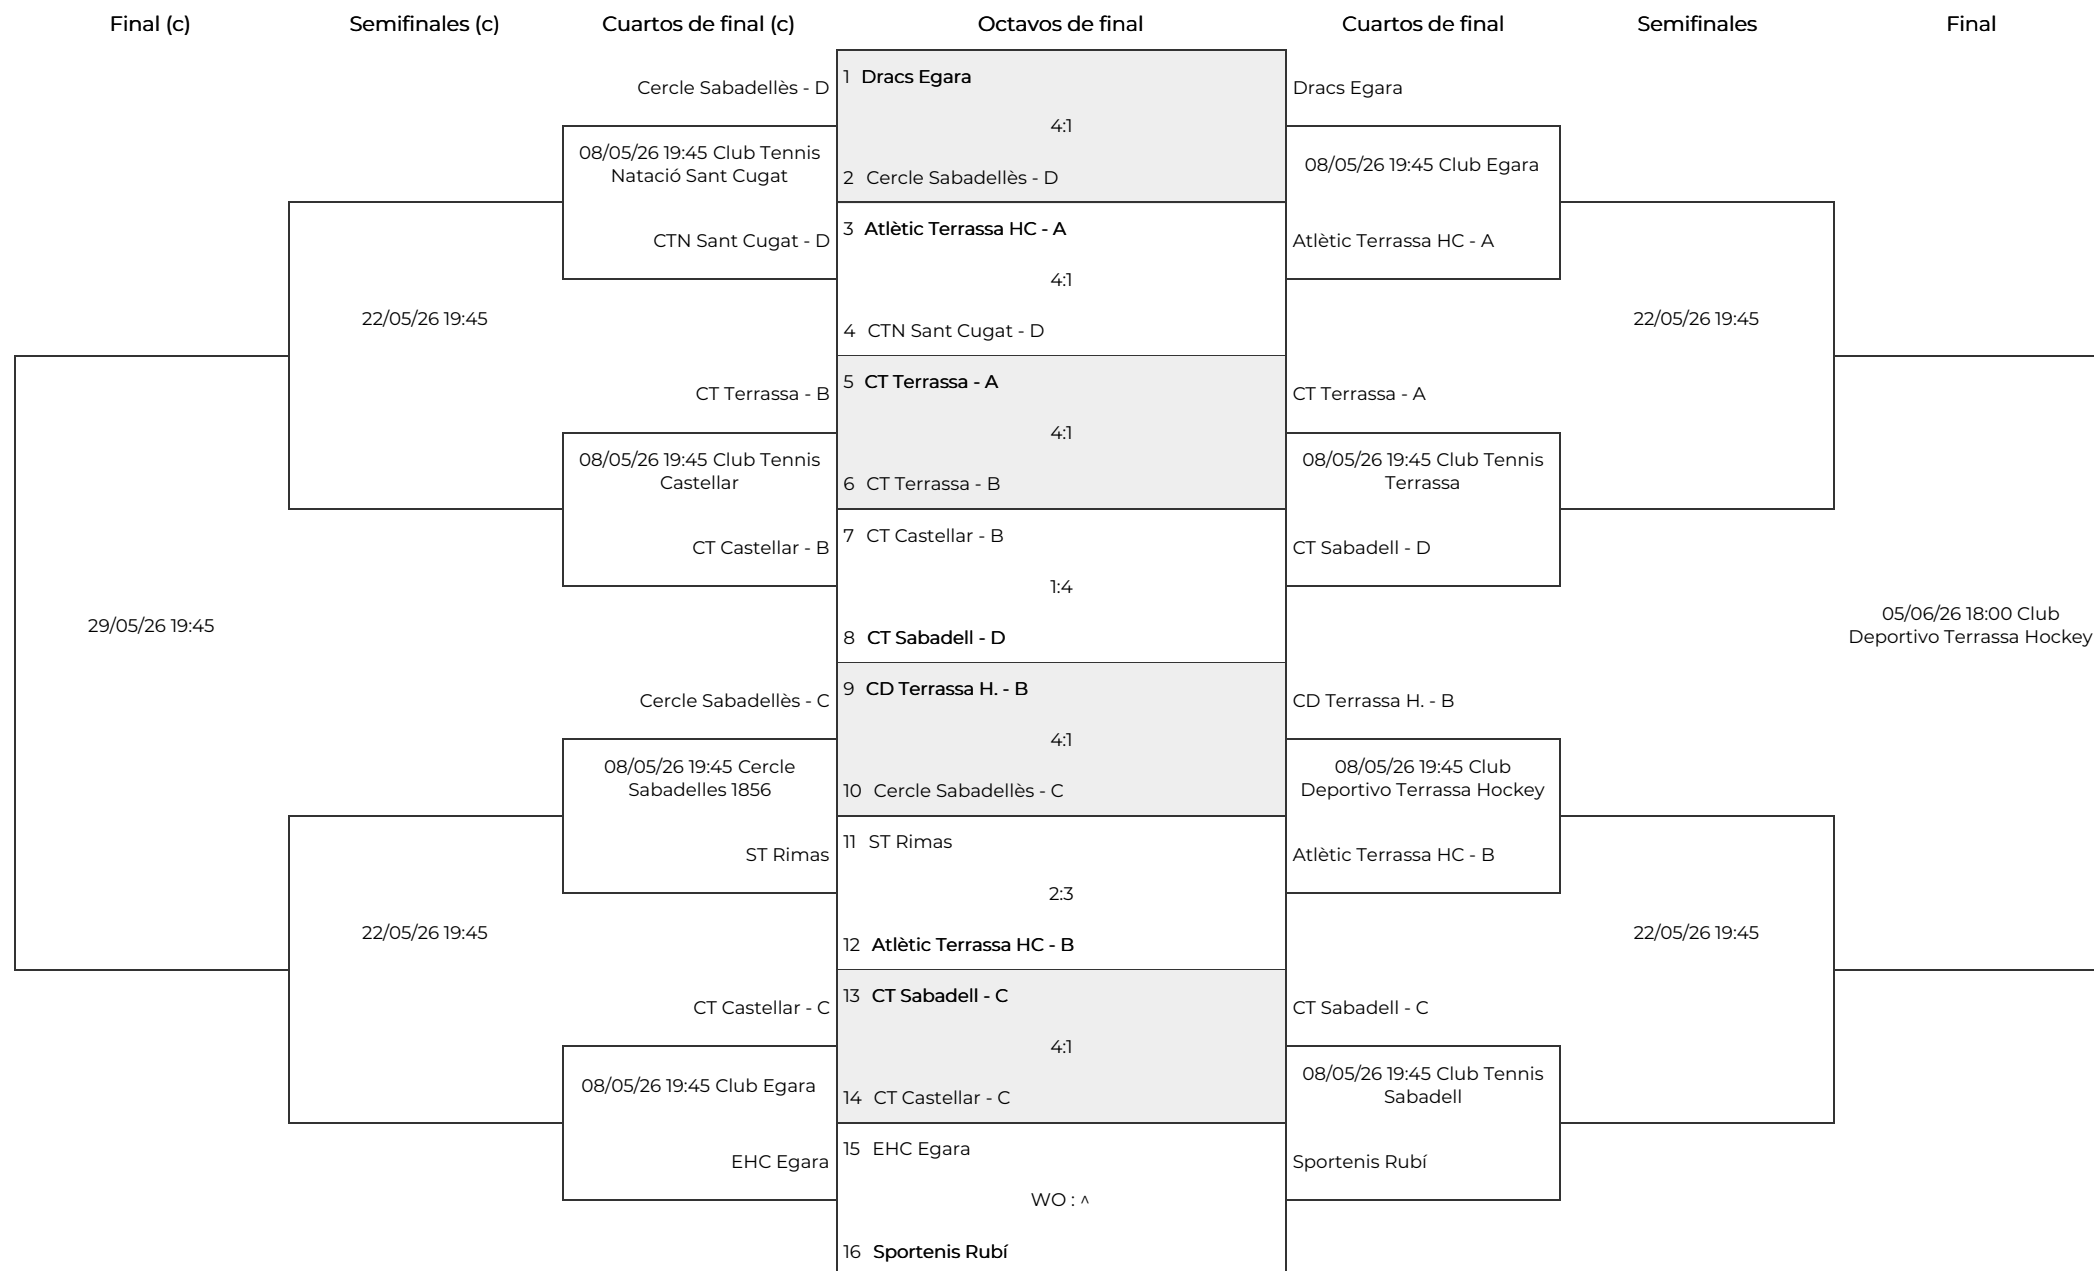 Final (c)
Semifinales (c)
Cuartos de final (c)
Octavos de final
Cuartos de final
Semifinales
Final
1 Dracs Egara
Cercle Sabadellès - D
Dracs Egara
4:1
08/05/26 19:45 Club Tennis
Natació Sant Cugat
08/05/26 19:45 Club Egara
2 Cercle Sabadellès - D
3 Atlètic Terrassa HC - A
CTN Sant Cugat - D
Atlètic Terrassa HC - A
4:1
22/05/26 19:45
22/05/26 19:45
4 CTN Sant Cugat - D
5 CT Terrassa - A
CT Terrassa - B
CT Terrassa - A
4:1
08/05/26 19:45 Club Tennis
Castellar
08/05/26 19:45 Club Tennis
Terrassa
6 CT Terrassa - B
7 CT Castellar - B
CT Castellar - B
CT Sabadell - D
1:4
29/05/26 19:45
05/06/26 18:00 Club
Deportivo Terrassa Hockey
8 CT Sabadell - D
9 CD Terrassa H. - B
Cercle Sabadellès - C
CD Terrassa H. - B
4:1
08/05/26 19:45 Cercle
Sabadelles 1856
08/05/26 19:45 Club
Deportivo Terrassa Hockey
10 Cercle Sabadellès - C
11 ST Rimas
ST Rimas
Atlètic Terrassa HC - B
2:3
22/05/26 19:45
22/05/26 19:45
12 Atlètic Terrassa HC - B
13 CT Sabadell - C
CT Castellar - C
CT Sabadell - C
4:1
08/05/26 19:45 Club Egara
08/05/26 19:45 Club Tennis
Sabadell
14 CT Castellar - C
15 EHC Egara
EHC Egara
Sportenis Rubí
WO : ^
16 Sportenis Rubí